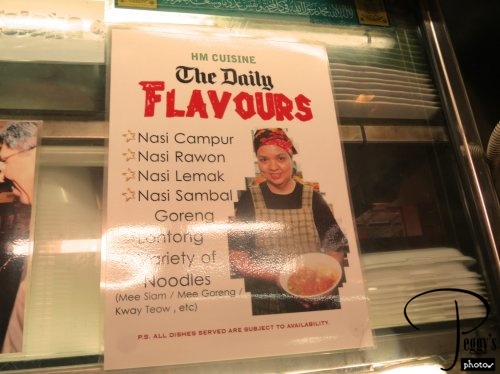 HM CUISINE
The Daily
FLAVOURS
Nasi Campur
Nasi Rawon
Nasi Lemak
Nasi Sambal
Goreng
Lontong
Variety of
Noodles
(Mee Siam / Mee Goreng /
Kway Teow , etc)
P.S. ALL DISHES SERVED ARE SUBJECT TO AVAILABILITY.
Peggy's
photos